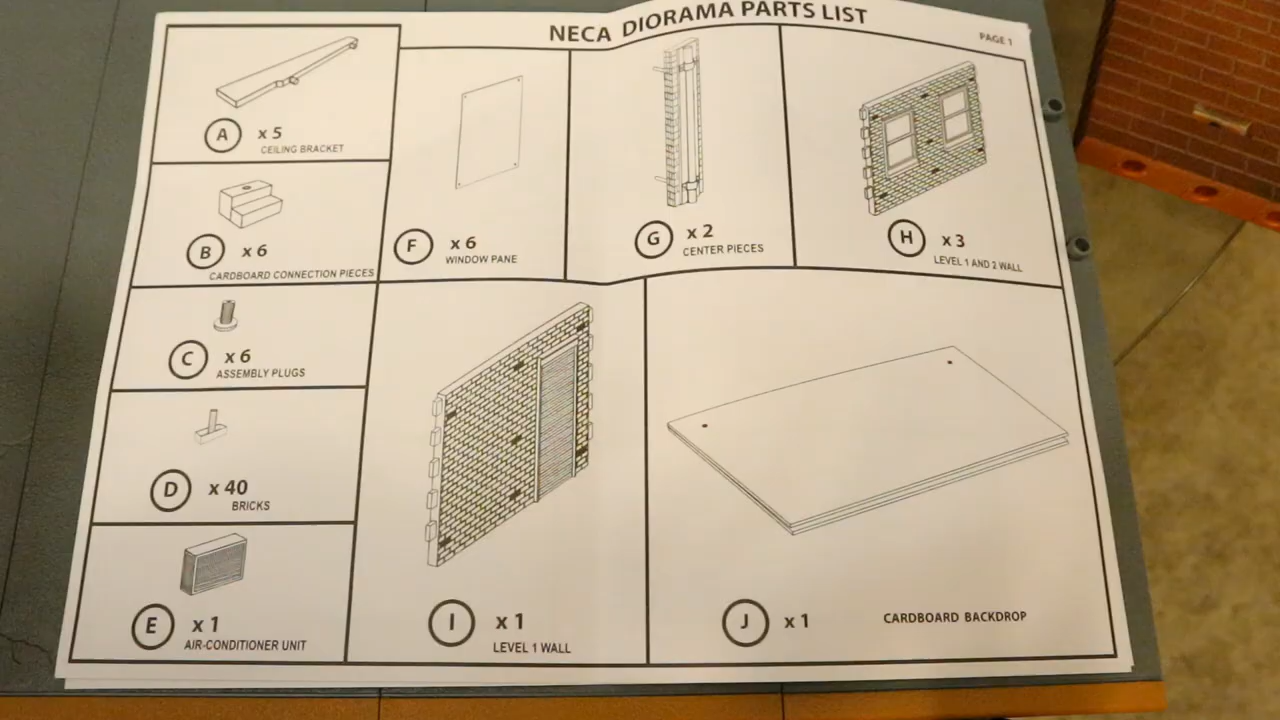 NECA DIORAMA PARTS LIST
PAGE 1
A x 5
CEILING BRACKET
B x 6
CARDBOARD CONNECTION PIECES
C x 6
ASSEMBLY PLUGS
D x 40
BRICKS
E x 1
AIR-CONDITIONER UNIT
F x 6
WINDOW PANE
G x 2
CENTER PIECES
H x 3
LEVEL 1 AND 2 WALL
I x 1
LEVEL 1 WALL
J x 1
CARDBOARD BACKDROP